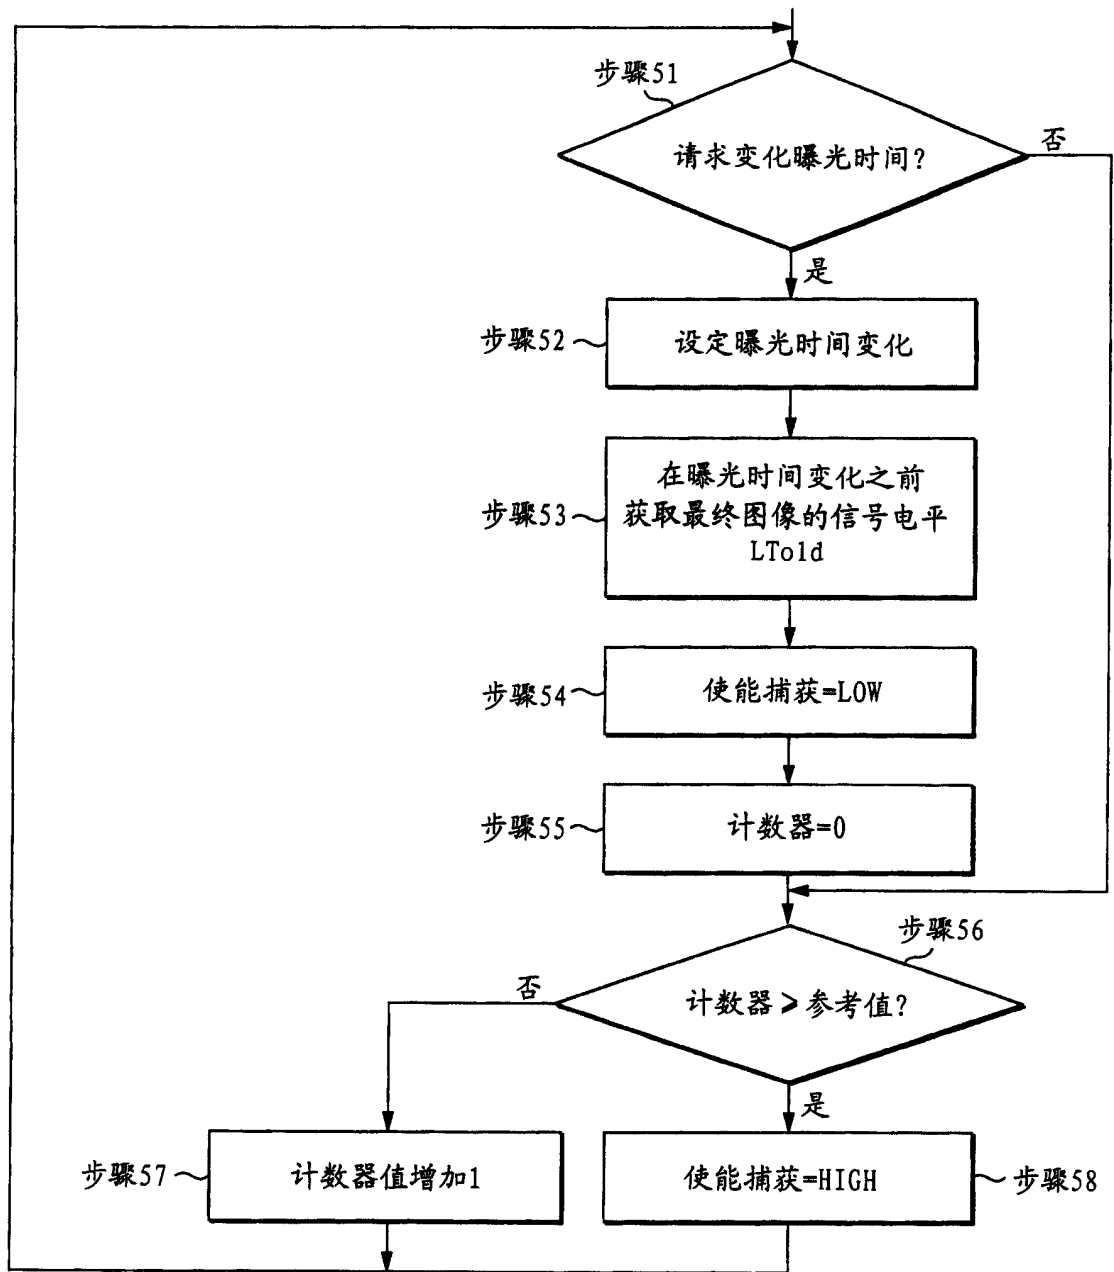 步骤51
请求变化曝光时间?
否
是
步骤52
设定曝光时间变化
步骤53
在曝光时间变化之前
获取最终图像的信号电平
LTold
步骤54
使能捕获=LOW
步骤55
计数器=0
步骤56
计数器≥参考值?
否
是
步骤57
计数器值增加1
使能捕获=HIGH
步骤58